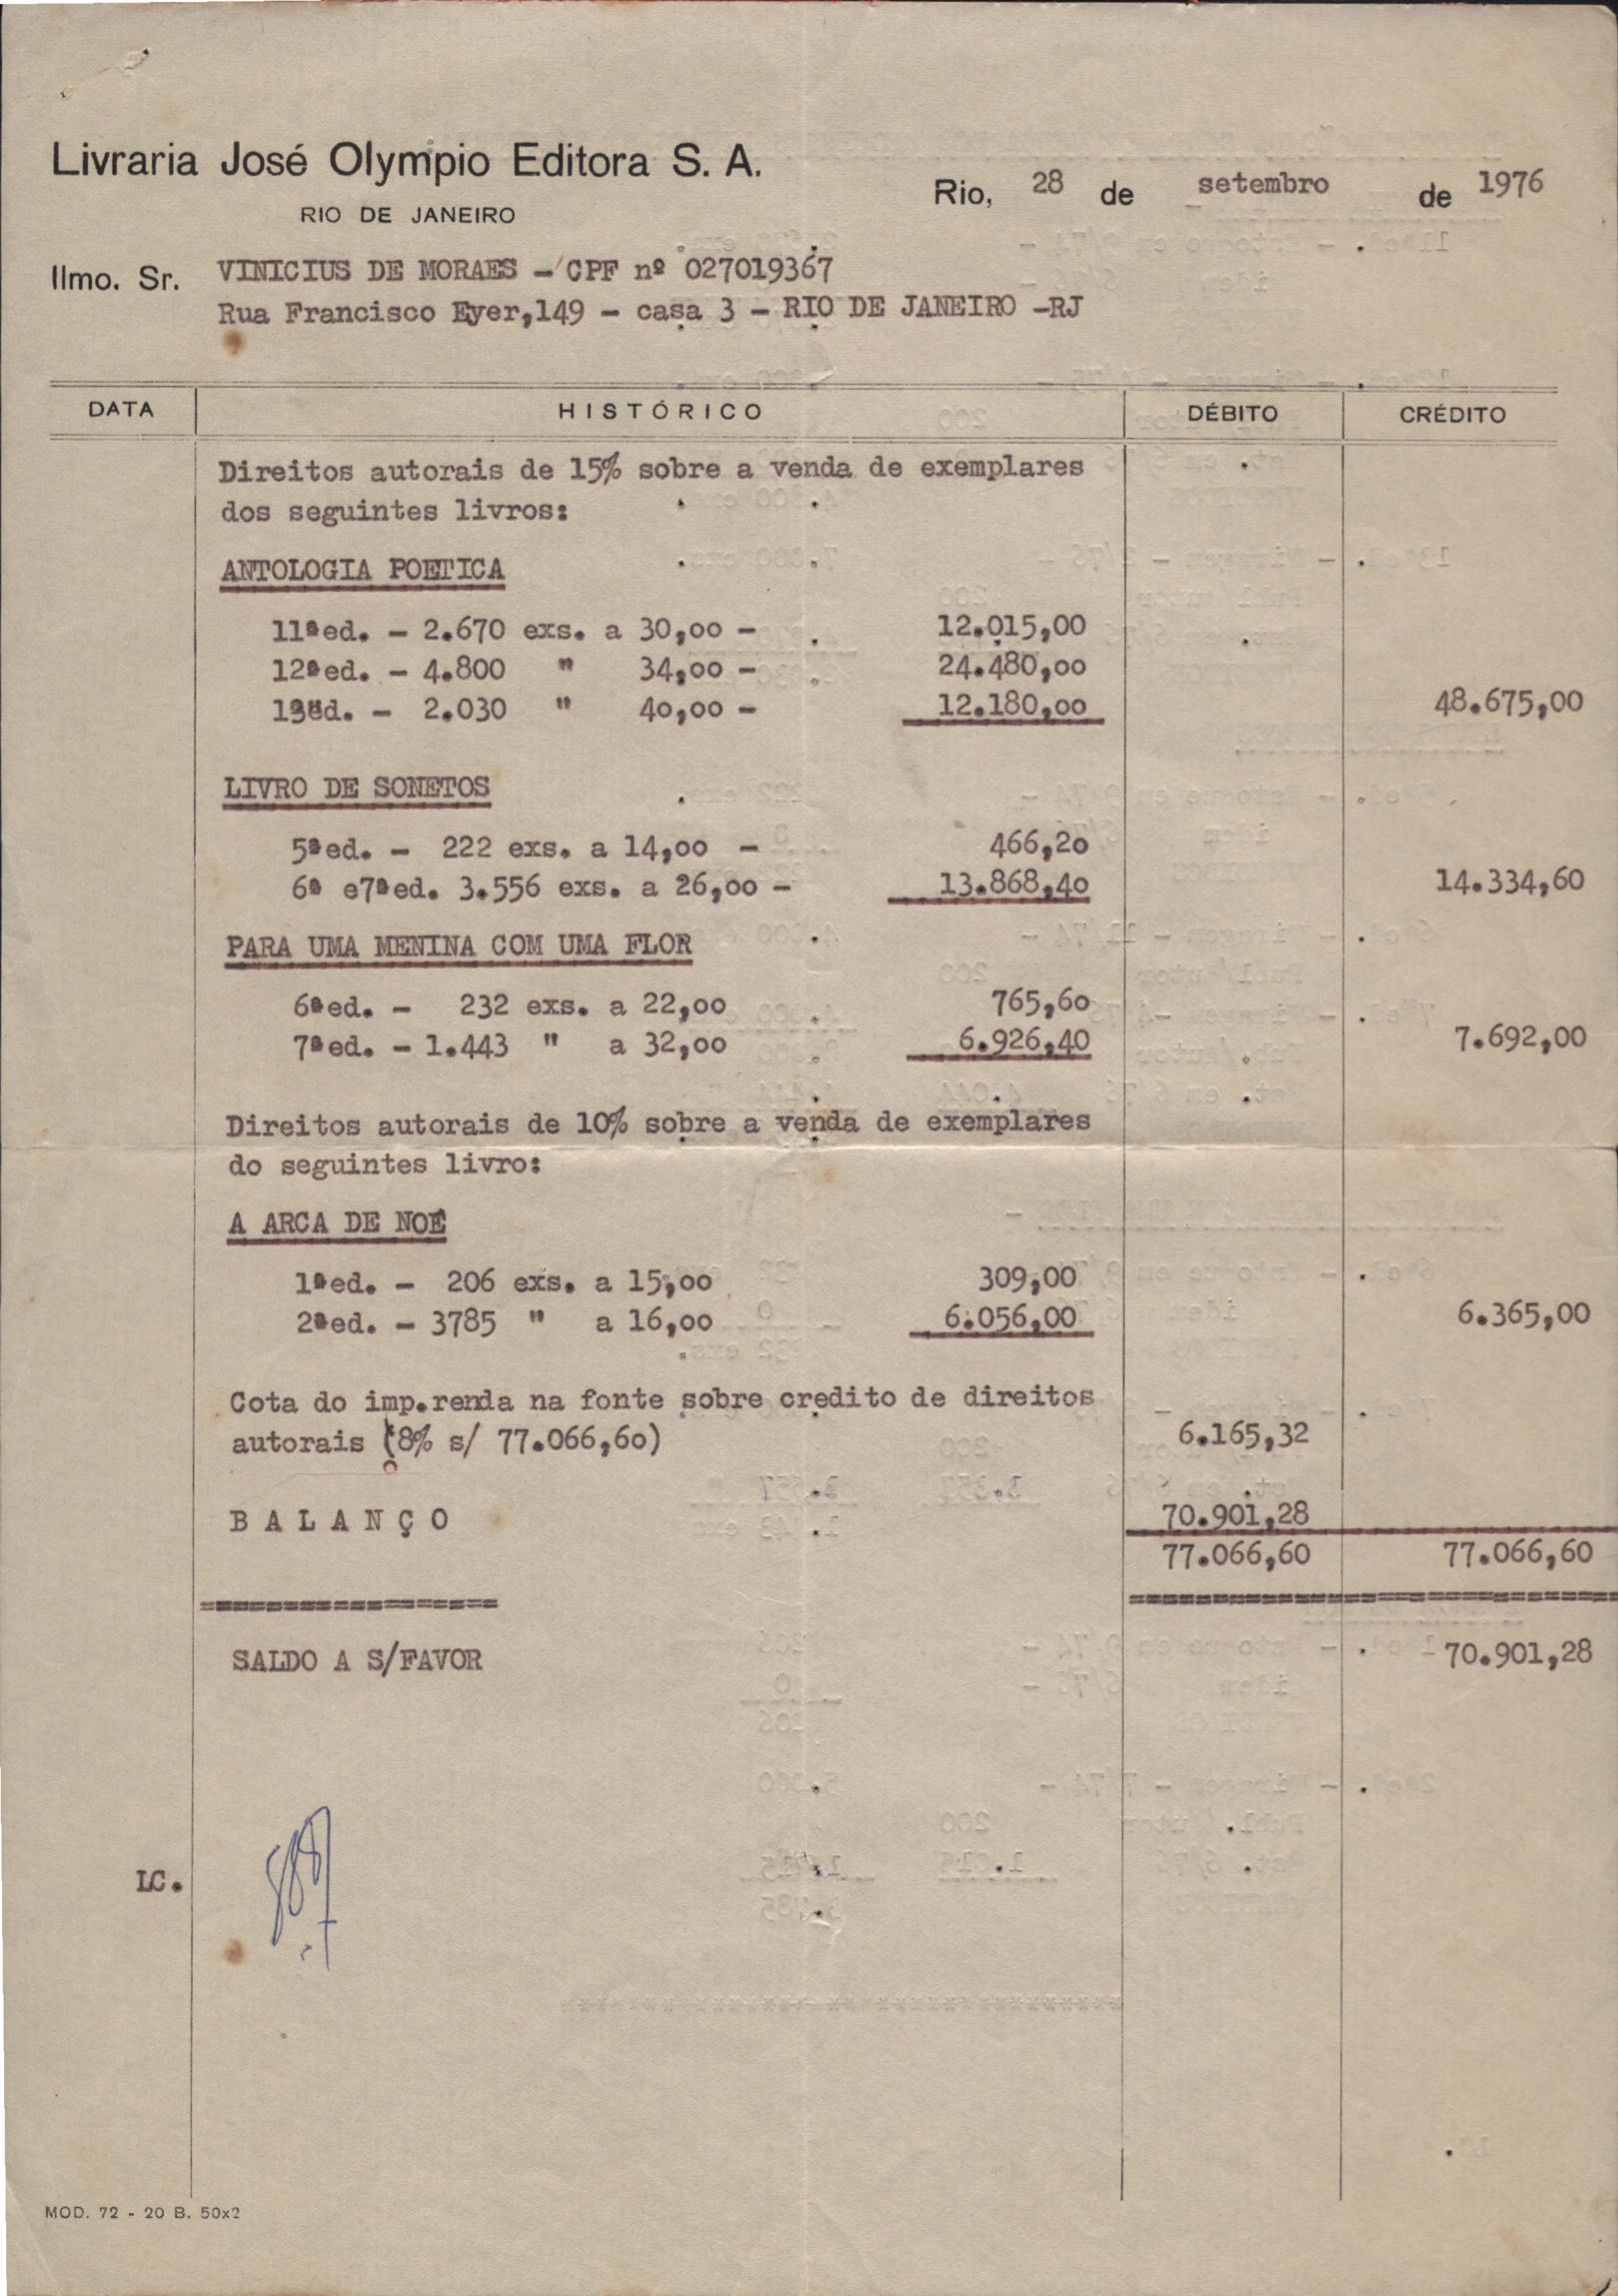 Livraria José Olympio Editora S. A.
RIO DE JANEIRO
Rio, 28 de setembro de 1976
Ilmo. Sr. VINICIUS DE MORAES - CPF nº 027019367
Rua Francisco Eyer,149 - casa 3 - RIO DE JANEIRO -RJ
DATA HISTÓRICO DÉBITO CRÉDITO
Direitos autorais de 15% sobre a venda de exemplares
dos seguintes livros:
ANTOLOGIA POETICA
11ªed. - 2.670 exs. a 30,00 - 12.015,00
12ªed. - 4.800 " 34,00 - 24.480,00
13ªd. - 2.030 " 40,00 - 12.180,00 48.675,00
LIVRO DE SONETOS
5ªed. - 222 exs. a 14,00 - 466,20
6ª e7ªed. 3.556 exs. a 26,00 - 13.868,40 14.334,60
PARA UMA MENINA COM UMA FLOR
6ªed. - 232 exs. a 22,00 765,60
7ªed. - 1.443 " a 32,00 6.926,40 7.692,00
Direitos autorais de 10% sobre a venda de exemplares
do seguintes livro:
A ARCA DE NOÉ
1ªed. - 206 exs. a 15,00 309,00
2ªed. - 3785 " a 16,00 6.056,00 6.365,00
Cota do imp.renda na fonte sobre credito de direitos
autorais (8% s/ 77.066,60) 6.165,32
BALANÇO 70.901,28
77.066,60 77.066,60
SALDO A S/FAVOR 70.901,28
LC.
MOD. 72 - 20 B. 50x2